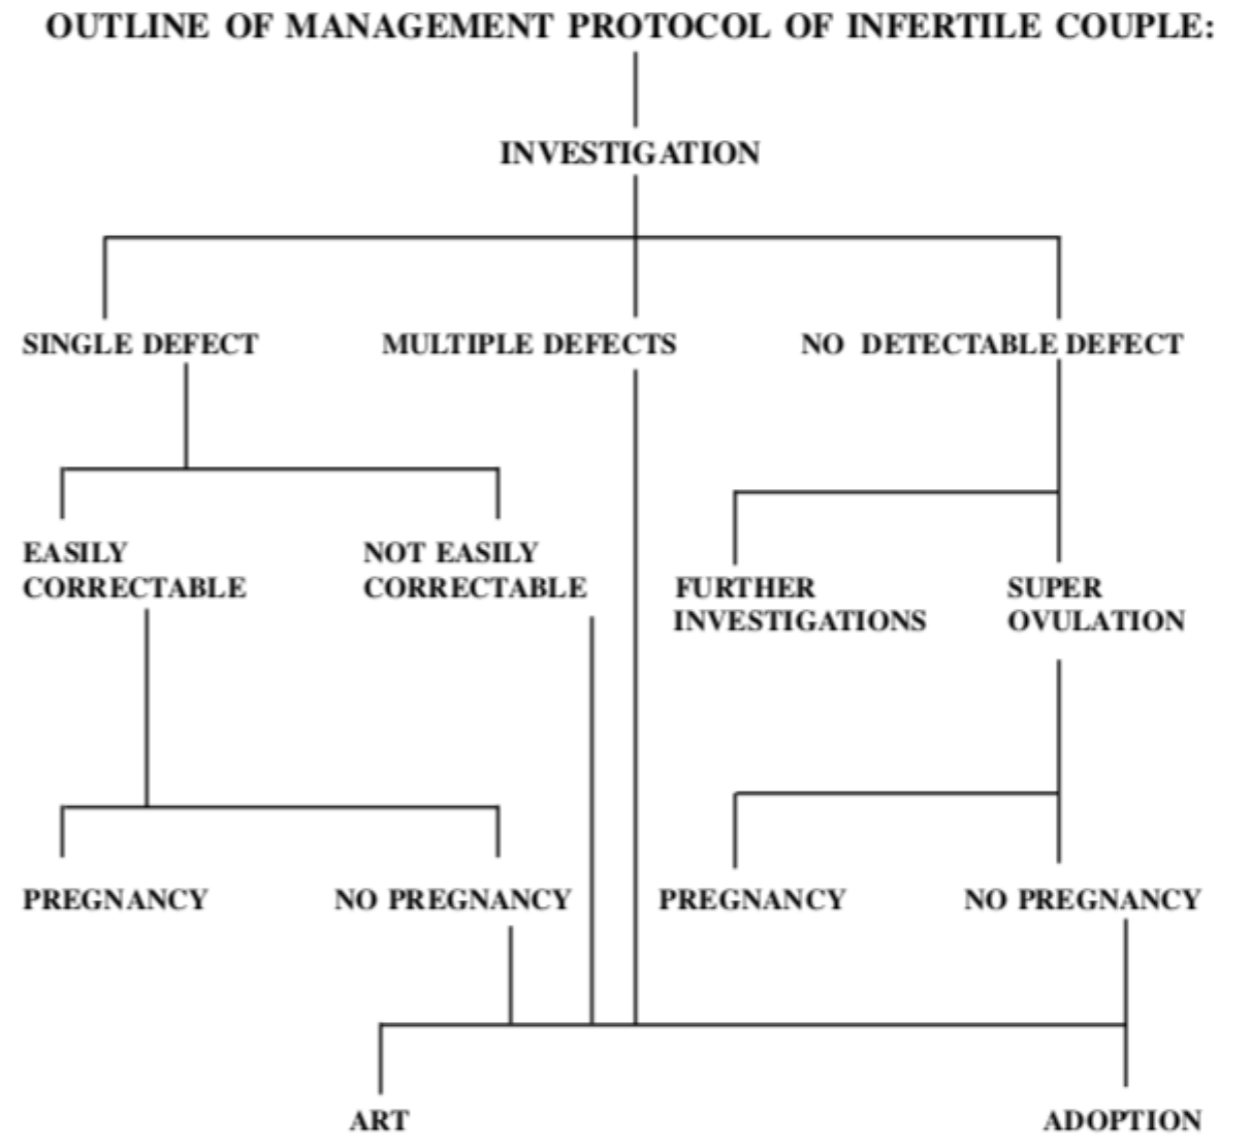 OUTLINE OF MANAGEMENT PROTOCOL OF INFERTILE COUPLE:
INVESTIGATION
SINGLE DEFECT
MULTIPLE DEFECTS
NO DETECTABLE DEFECT
EASILY
CORRECTABLE
NOT EASILY
CORRECTABLE
FURTHER
INVESTIGATIONS
SUPER
OVULATION
PREGNANCY
NO PREGNANCY
PREGNANCY
NO PREGNANCY
ART
ADOPTION